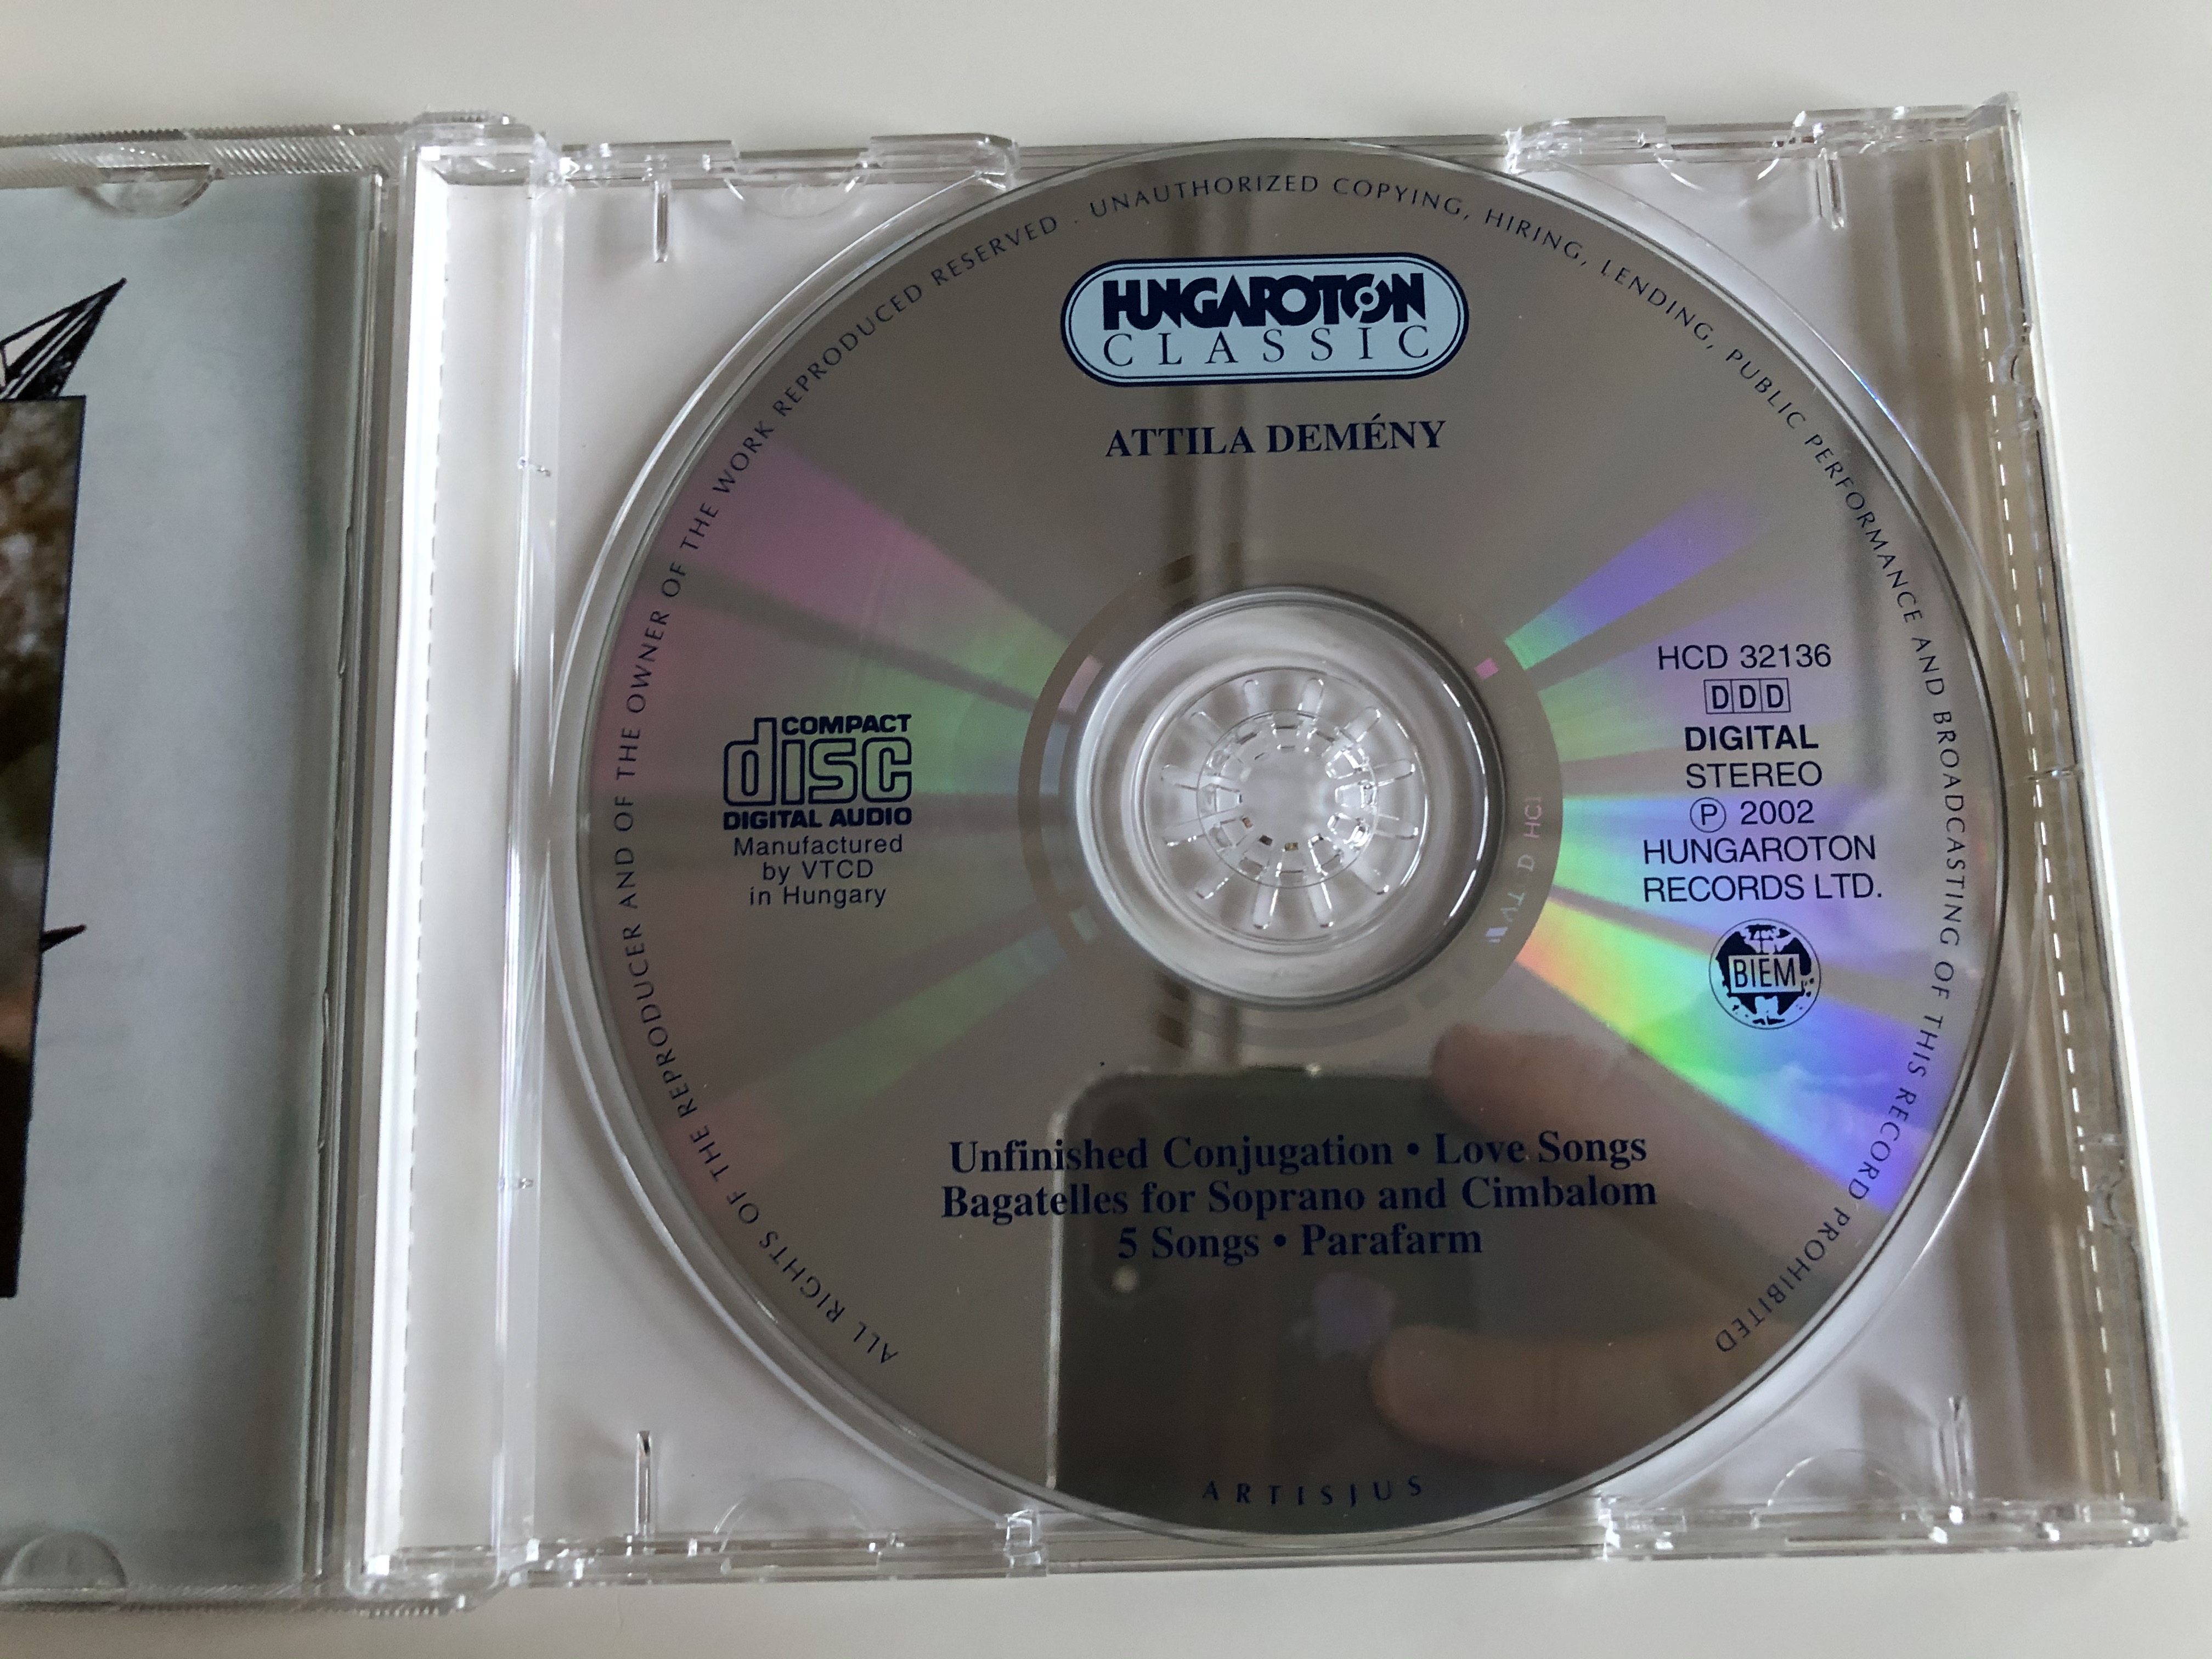 ALL RIGHTS OF THE REPRODUCER AND OF THE OWNER OF THE WORK REPRODUCED RESERVED . UNAUTHORIZED COPYING, HIRING, LENDING, PUBLIC PERFORMANCE AND BROADCASTING OF THIS RECORD PROHIBITED
HUNGAROTON
CLASSIC
ATTILA DEMÉNY
COMPACT
disc
DIGITAL AUDIO
Manufactured
by VTCD
in Hungary
HCD 32136
DDD
DIGITAL
STEREO
Ⓟ 2002
HUNGAROTON
RECORDS LTD.
BIEM
Unfinished Conjugation • Love Songs
Bagatelles for Soprano and Cimbalom
5 Songs • Parafarm
ARTISJUS